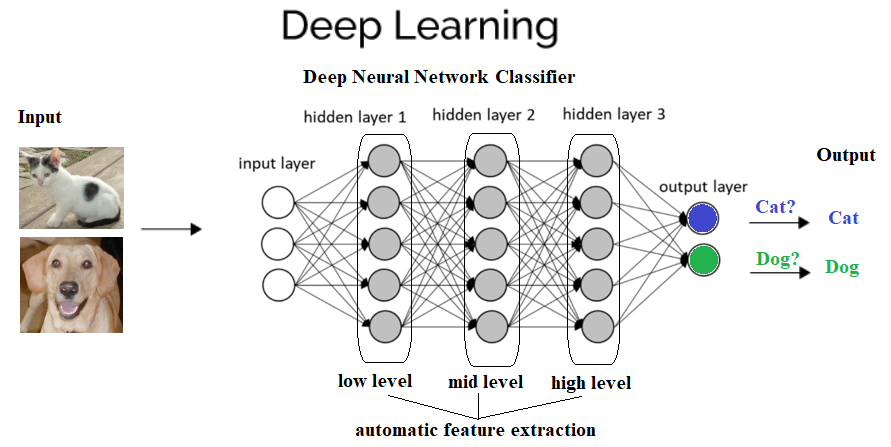 Deep Learning
Deep Neural Network Classifier
Input
hidden layer 1
hidden layer 2
hidden layer 3
input layer
output layer
Output
Cat?
Cat
Dog?
Dog
low level
mid level
high level
automatic feature extraction